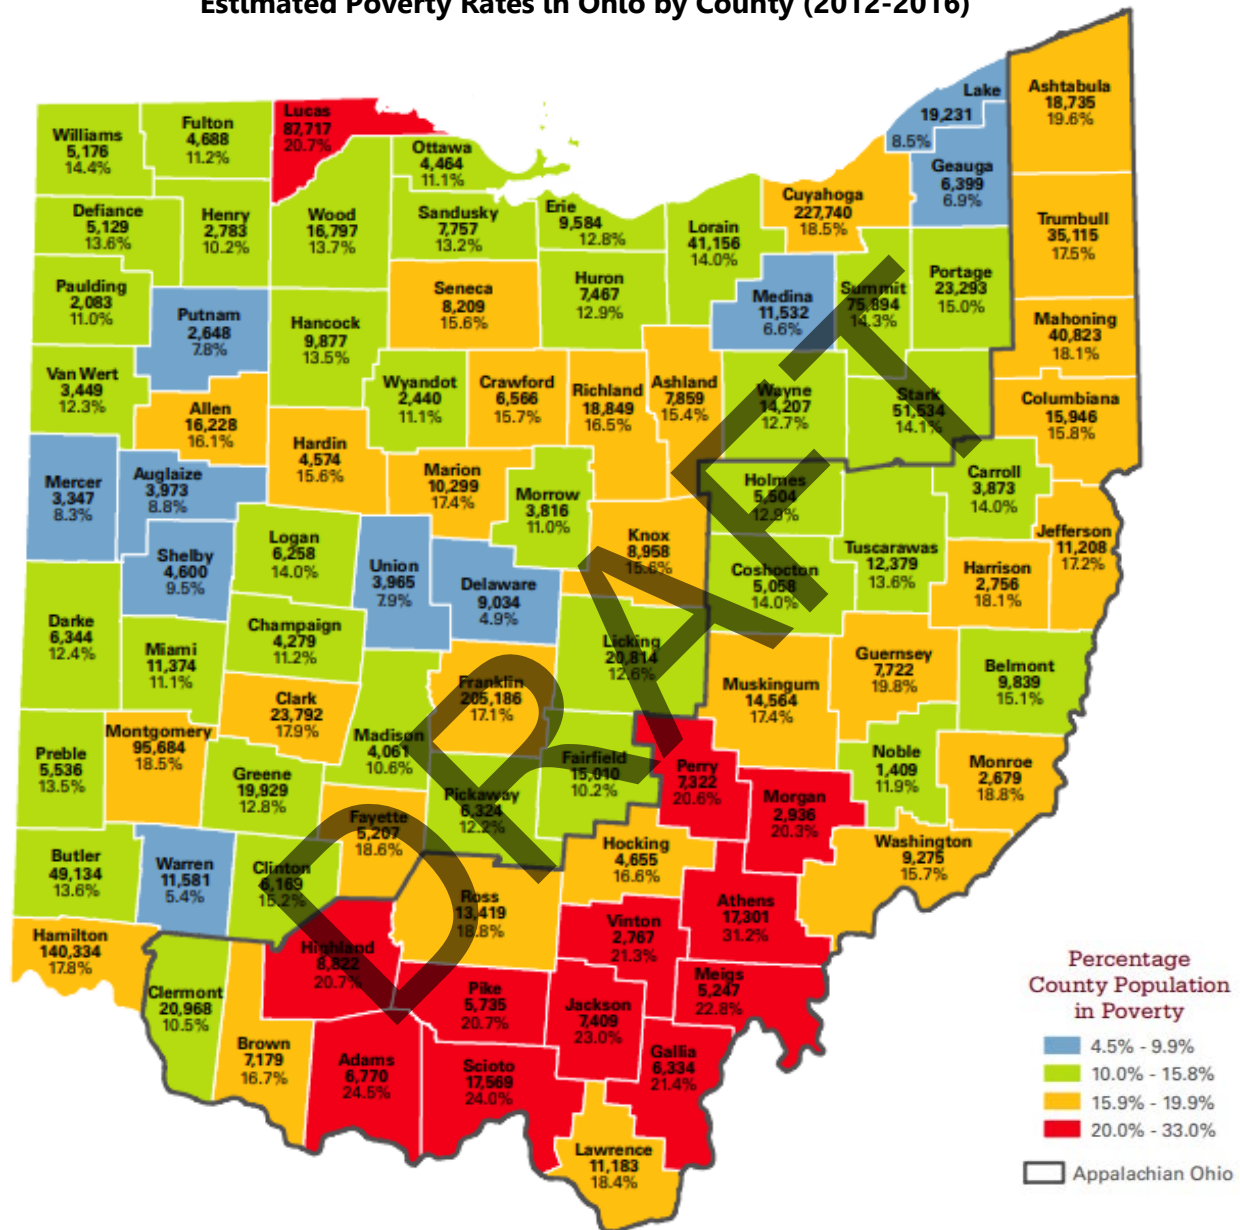 Estimated Poverty Rates in Ohio by County (2012-2016)
Williams
5,176
14.4%
Fulton
4,688
11.2%
Lucas
87,717
20.7%
Ottawa
4,464
11.1%
Lake
19,231
8.5%
Geauga
6,399
6.9%
Ashtabula
18,735
19.6%
Defiance
5,129
13.6%
Henry
2,783
10.2%
Wood
16,797
13.7%
Sandusky
7,757
13.2%
Erie
9,584
12.8%
Lorain
41,156
14.0%
Cuyahoga
227,740
18.5%
Trumbull
35,115
17.5%
Paulding
2,083
11.0%
Putnam
2,648
7.8%
Hancock
9,877
13.5%
Seneca
8,209
15.6%
Huron
7,467
12.9%
Medina
11,532
6.6%
Summit
75,894
14.3%
Portage
23,293
15.0%
Mahoning
40,823
18.1%
Van Wert
3,449
12.3%
Allen
16,228
16.1%
Hardin
4,574
15.6%
Wyandot
2,440
11.1%
Crawford
6,566
15.7%
Richland
18,849
16.5%
Ashland
7,859
15.4%
Wayne
14,207
12.7%
Stark
51,534
14.1%
Columbiana
15,946
15.8%
Mercer
3,347
8.3%
Auglaize
3,973
8.8%
Marion
10,299
17.4%
Morrow
3,816
11.0%
Holmes
5,504
12.9%
Carroll
3,873
14.0%
Shelby
4,600
9.5%
Logan
6,258
14.0%
Union
3,965
7.9%
Delaware
9,034
4.9%
Knox
8,958
15.6%
Coshocton
5,058
14.0%
Tuscarawas
12,379
13.6%
Harrison
2,756
18.1%
Jefferson
11,208
17.2%
Darke
6,344
12.4%
Miami
11,374
11.1%
Champaign
4,279
11.2%
Licking
20,814
12.6%
Guernsey
7,722
19.8%
Belmont
9,839
15.1%
Clark
23,792
17.9%
Franklin
205,186
17.1%
Muskingum
14,564
17.4%
Preble
5,536
13.5%
Montgomery
95,684
18.5%
Greene
19,929
12.8%
Madison
4,061
10.6%
Fairfield
15,010
10.2%
Perry
7,322
20.6%
Noble
1,409
11.9%
Monroe
2,679
18.8%
Fayette
5,207
18.6%
Pickaway
6,324
12.2%
Morgan
2,936
20.3%
Butler
49,134
13.6%
Warren
11,581
5.4%
Clinton
6,169
15.2%
Hocking
4,655
16.6%
Washington
9,275
15.7%
Ross
13,419
18.8%
Athens
17,301
31.2%
Hamilton
140,334
17.8%
Highland
8,822
20.7%
Vinton
2,767
21.3%
Clermont
20,968
10.5%
Pike
5,735
20.7%
Jackson
7,409
23.0%
Meigs
5,247
22.8%
Brown
7,179
16.7%
Adams
6,770
24.5%
Scioto
17,569
24.0%
Gallia
6,334
21.4%
Lawrence
11,183
18.4%
DRAFT
Percentage
County Population
in Poverty
4.5% - 9.9%
10.0% - 15.8%
15.9% - 19.9%
20.0% - 33.0%
Appalachian Ohio